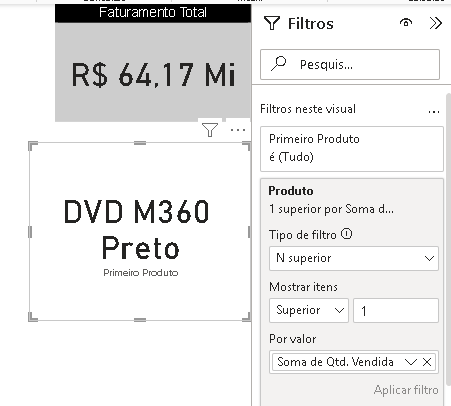 Faturamento Total
R$ 64,17 Mi
DVD M360
Preto
Primeiro Produto
Filtros
Pesquis...
Filtros neste visual
...
Primeiro Produto
é (Tudo)
Produto
1 superior por Soma d...
Tipo de filtro
N superior
Mostrar itens
Superior
1
Por valor
Soma de Qtd. Vendida
Aplicar filtro